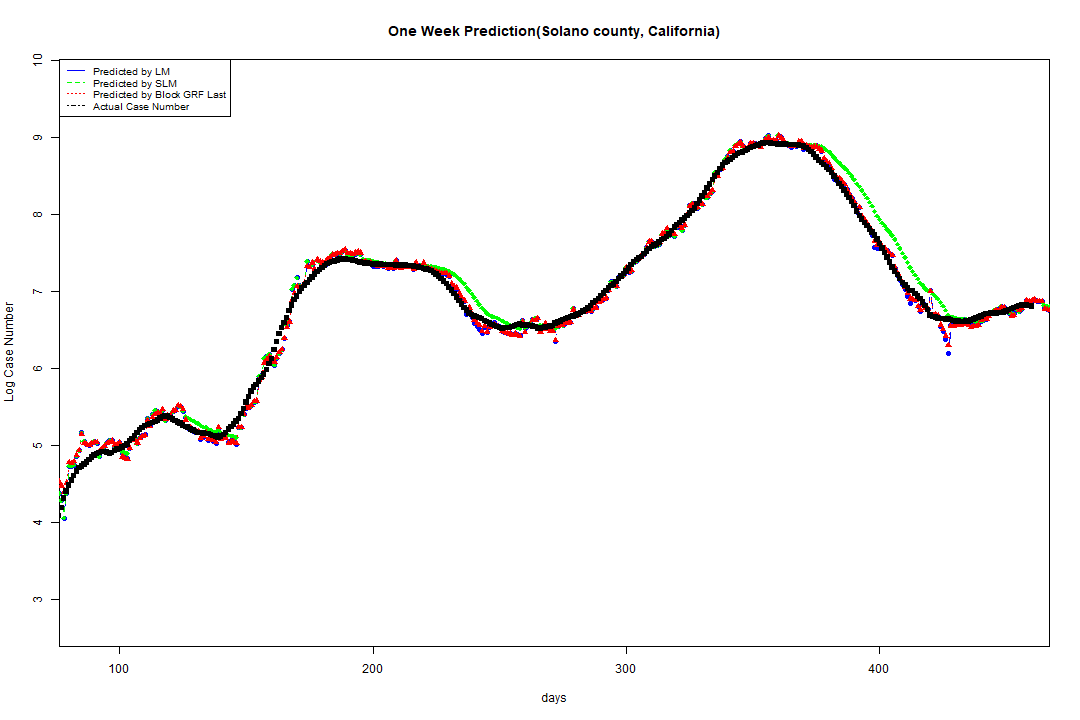 One Week Prediction(Solano county, California)
Predicted by LM
Predicted by SLM
Predicted by Block GRF Last
Actual Case Number
10
9
8
7
6
5
4
3
Log Case Number
100 200 300 400
days